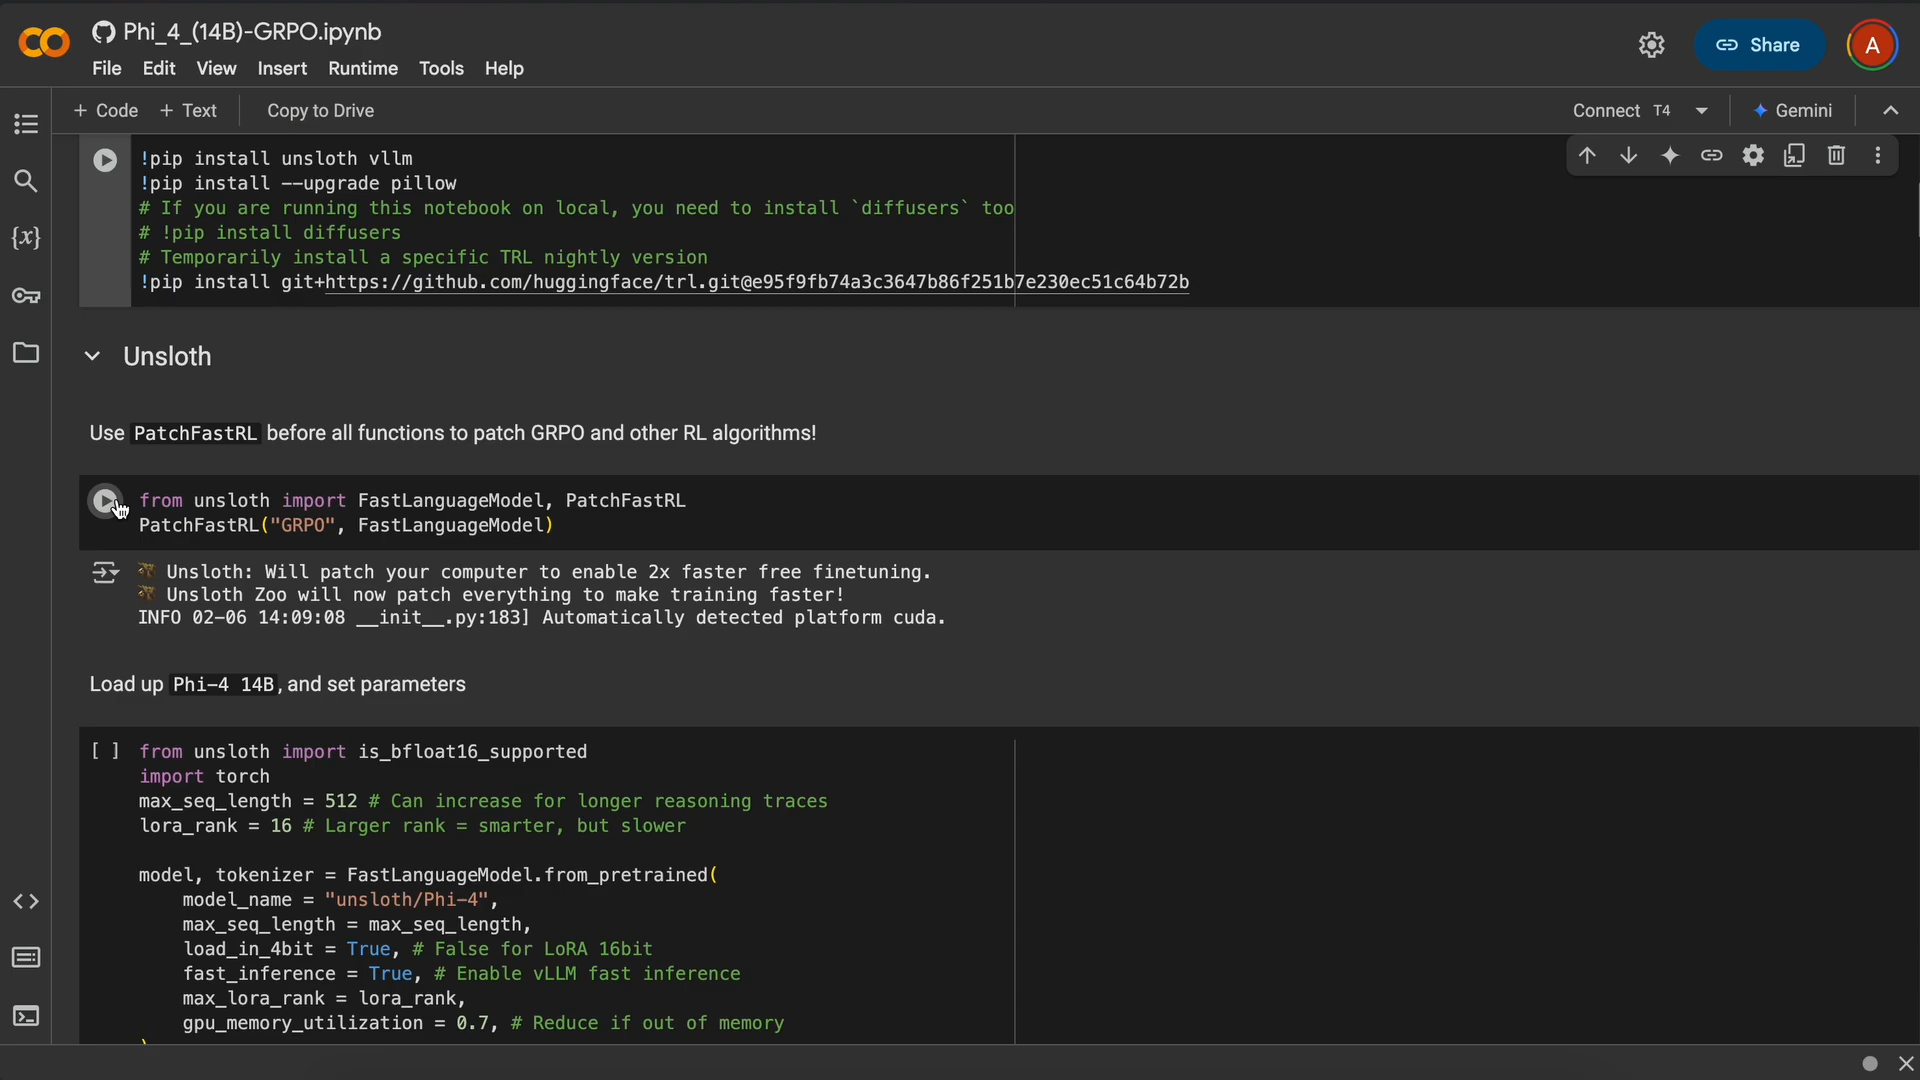 Phi_4_(14B)-GRPO.ipynb
File Edit View Insert Runtime Tools Help
Share
A
+ Code + Text Copy to Drive
Connect T4
Gemini
!pip install unsloth vllm
!pip install --upgrade pillow
# If you are running this notebook on local, you need to install `diffusers` too
# !pip install diffusers
# Temporarily install a specific TRL nightly version
!pip install git+https://github.com/huggingface/trl.git@e95f9fb74a3c3647b86f251b7e230ec51c64b72b
Unsloth
Use PatchFastRL before all functions to patch GRPO and other RL algorithms!
from unsloth import FastLanguageModel, PatchFastRL
PatchFastRL("GRPO", FastLanguageModel)
🦥 Unsloth: Will patch your computer to enable 2x faster free finetuning.
🦥 Unsloth Zoo will now patch everything to make training faster!
INFO 02-06 14:09:08 __init__.py:183] Automatically detected platform cuda.
Load up Phi-4 14B, and set parameters
[ ] from unsloth import is_bfloat16_supported
import torch
max_seq_length = 512 # Can increase for longer reasoning traces
lora_rank = 16 # Larger rank = smarter, but slower
model, tokenizer = FastLanguageModel.from_pretrained(
model_name = "unsloth/Phi-4",
max_seq_length = max_seq_length,
load_in_4bit = True, # False for LoRA 16bit
fast_inference = True, # Enable vLLM fast inference
max_lora_rank = lora_rank,
gpu_memory_utilization = 0.7, # Reduce if out of memory